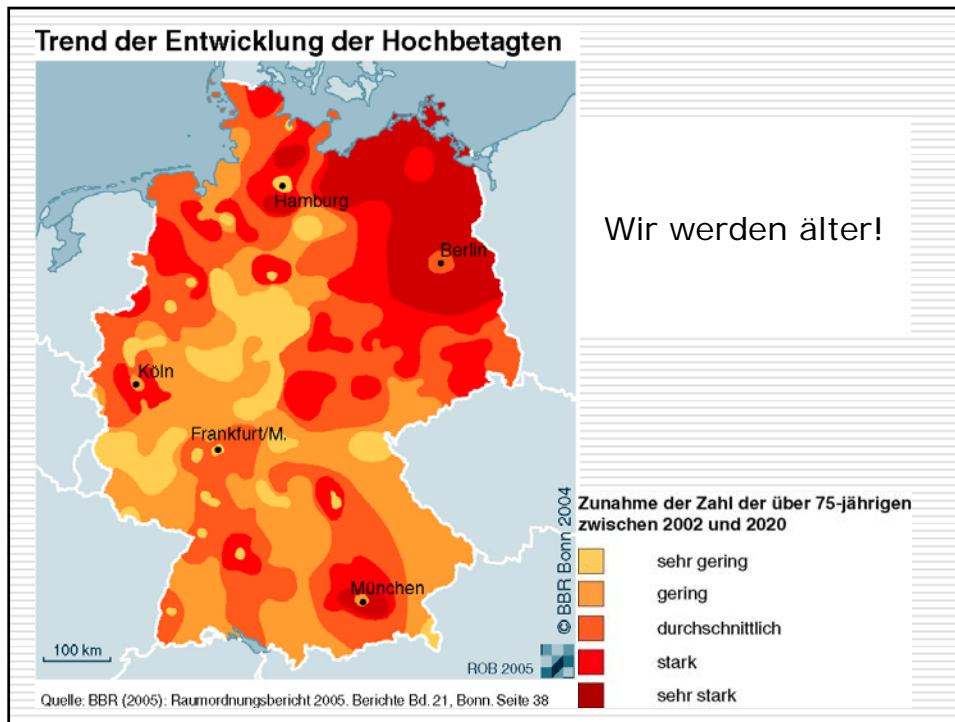 Trend der Entwicklung der Hochbetagten
Hamburg
Berlin
Köln
Frankfurt/M.
München
100 km
ROB 2005
© BBR Bonn 2004
Quelle: BBR (2005): Raumordnungsbericht 2005. Berichte Bd. 21, Bonn. Seite 38
Wir werden älter!
Zunahme der Zahl der über 75-jährigen
zwischen 2002 und 2020
sehr gering
gering
durchschnittlich
stark
sehr stark